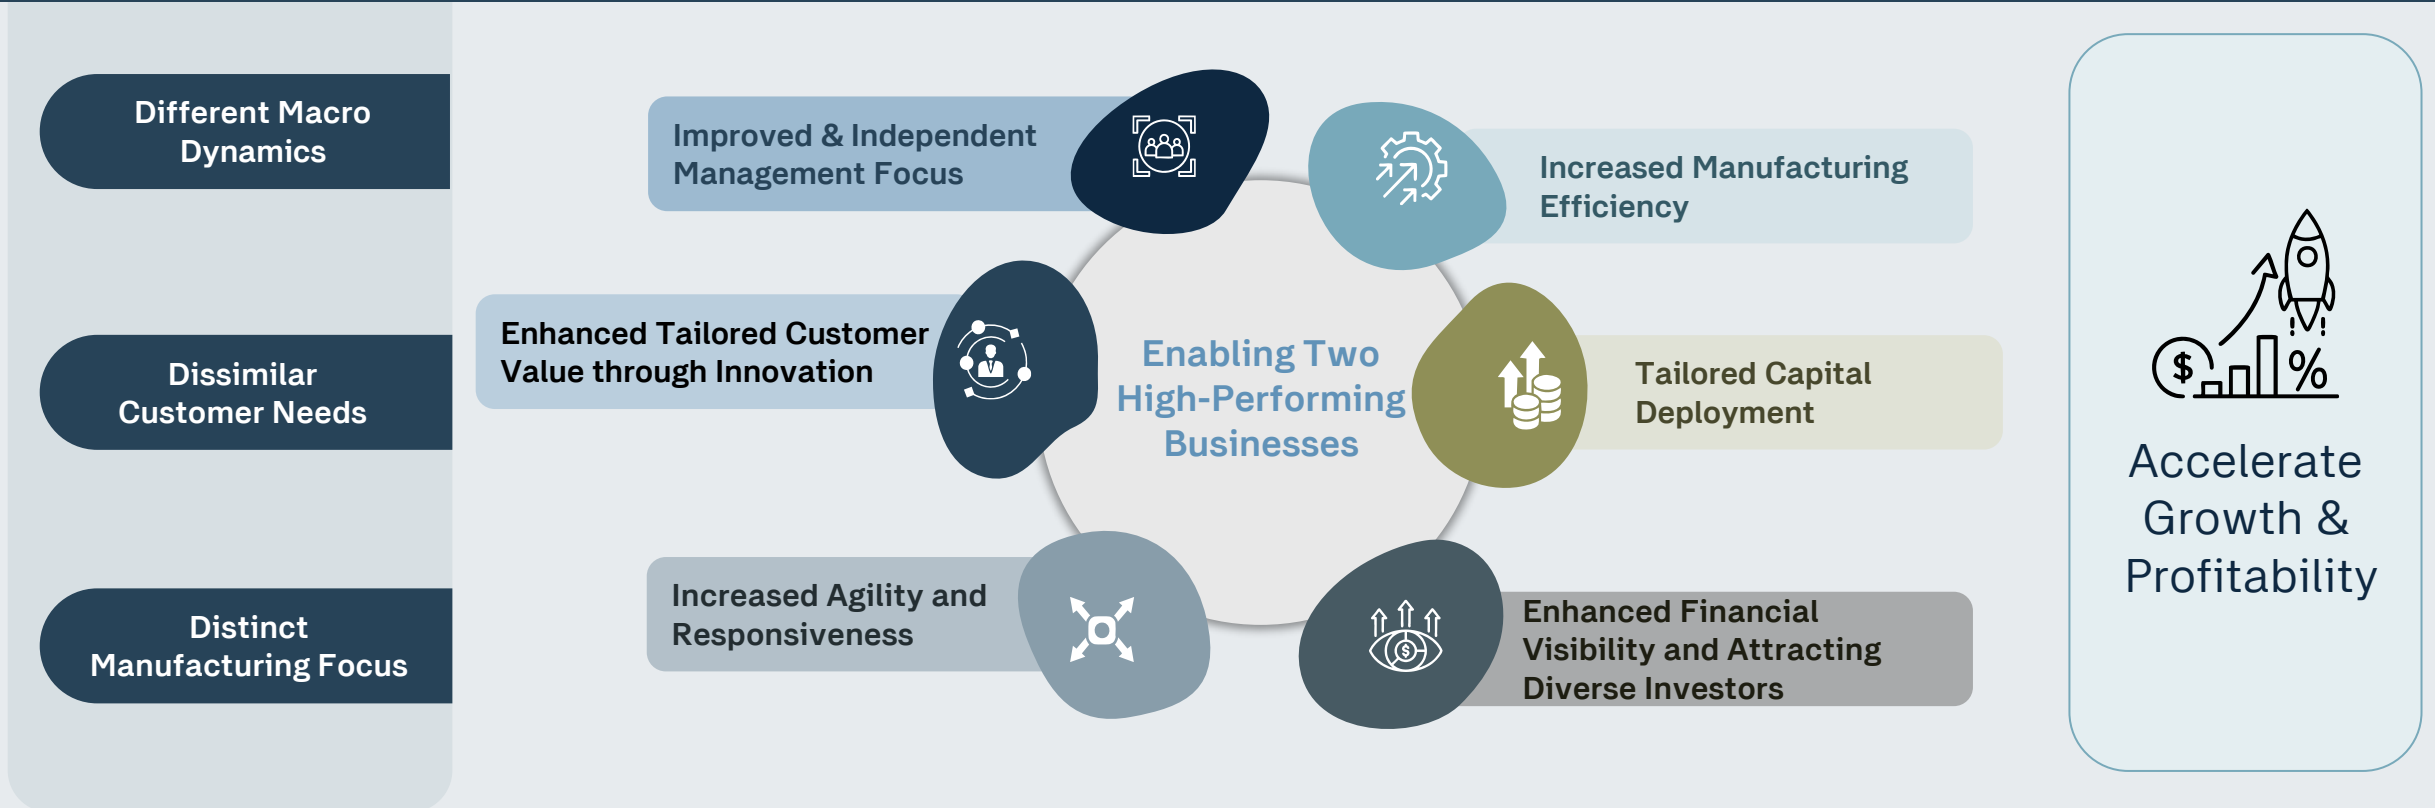 Different Macro
Dynamics
Dissimilar
Customer Needs
Distinct
Manufacturing Focus
Improved & Independent
Management Focus
Enhanced Tailored Customer
Value through Innovation
Increased Agility and
Responsiveness
Enabling Two
High-Performing
Businesses
Increased Manufacturing
Efficiency
Tailored Capital
Deployment
$
Enhanced Financial
Visibility and Attracting
Diverse Investors
$
%
Accelerate
Growth &
Profitability